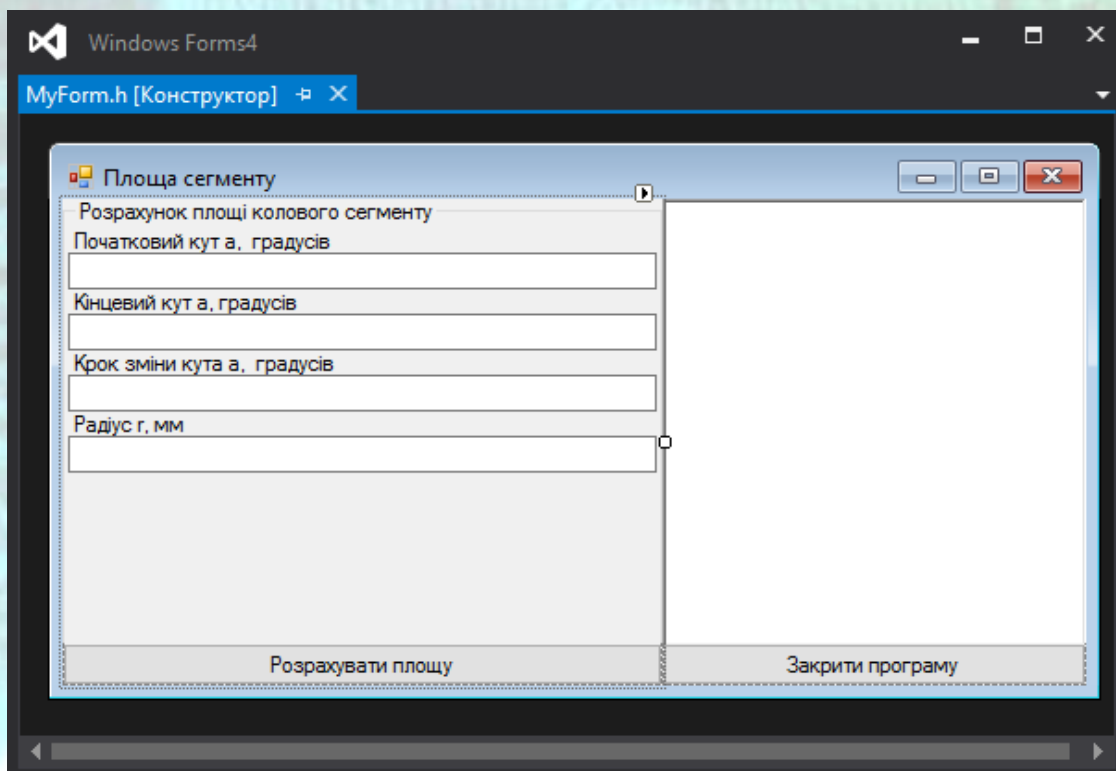 Windows Forms4
MyForm.h [Конструктор]
Площа сегменту
Розрахунок площі колового сегменту
Початковий кут a,  градусів
Кінцевий кут a, градусів
Крок зміни кута a,  градусів
Радіус r, мм
Розрахувати площу
Закрити програму